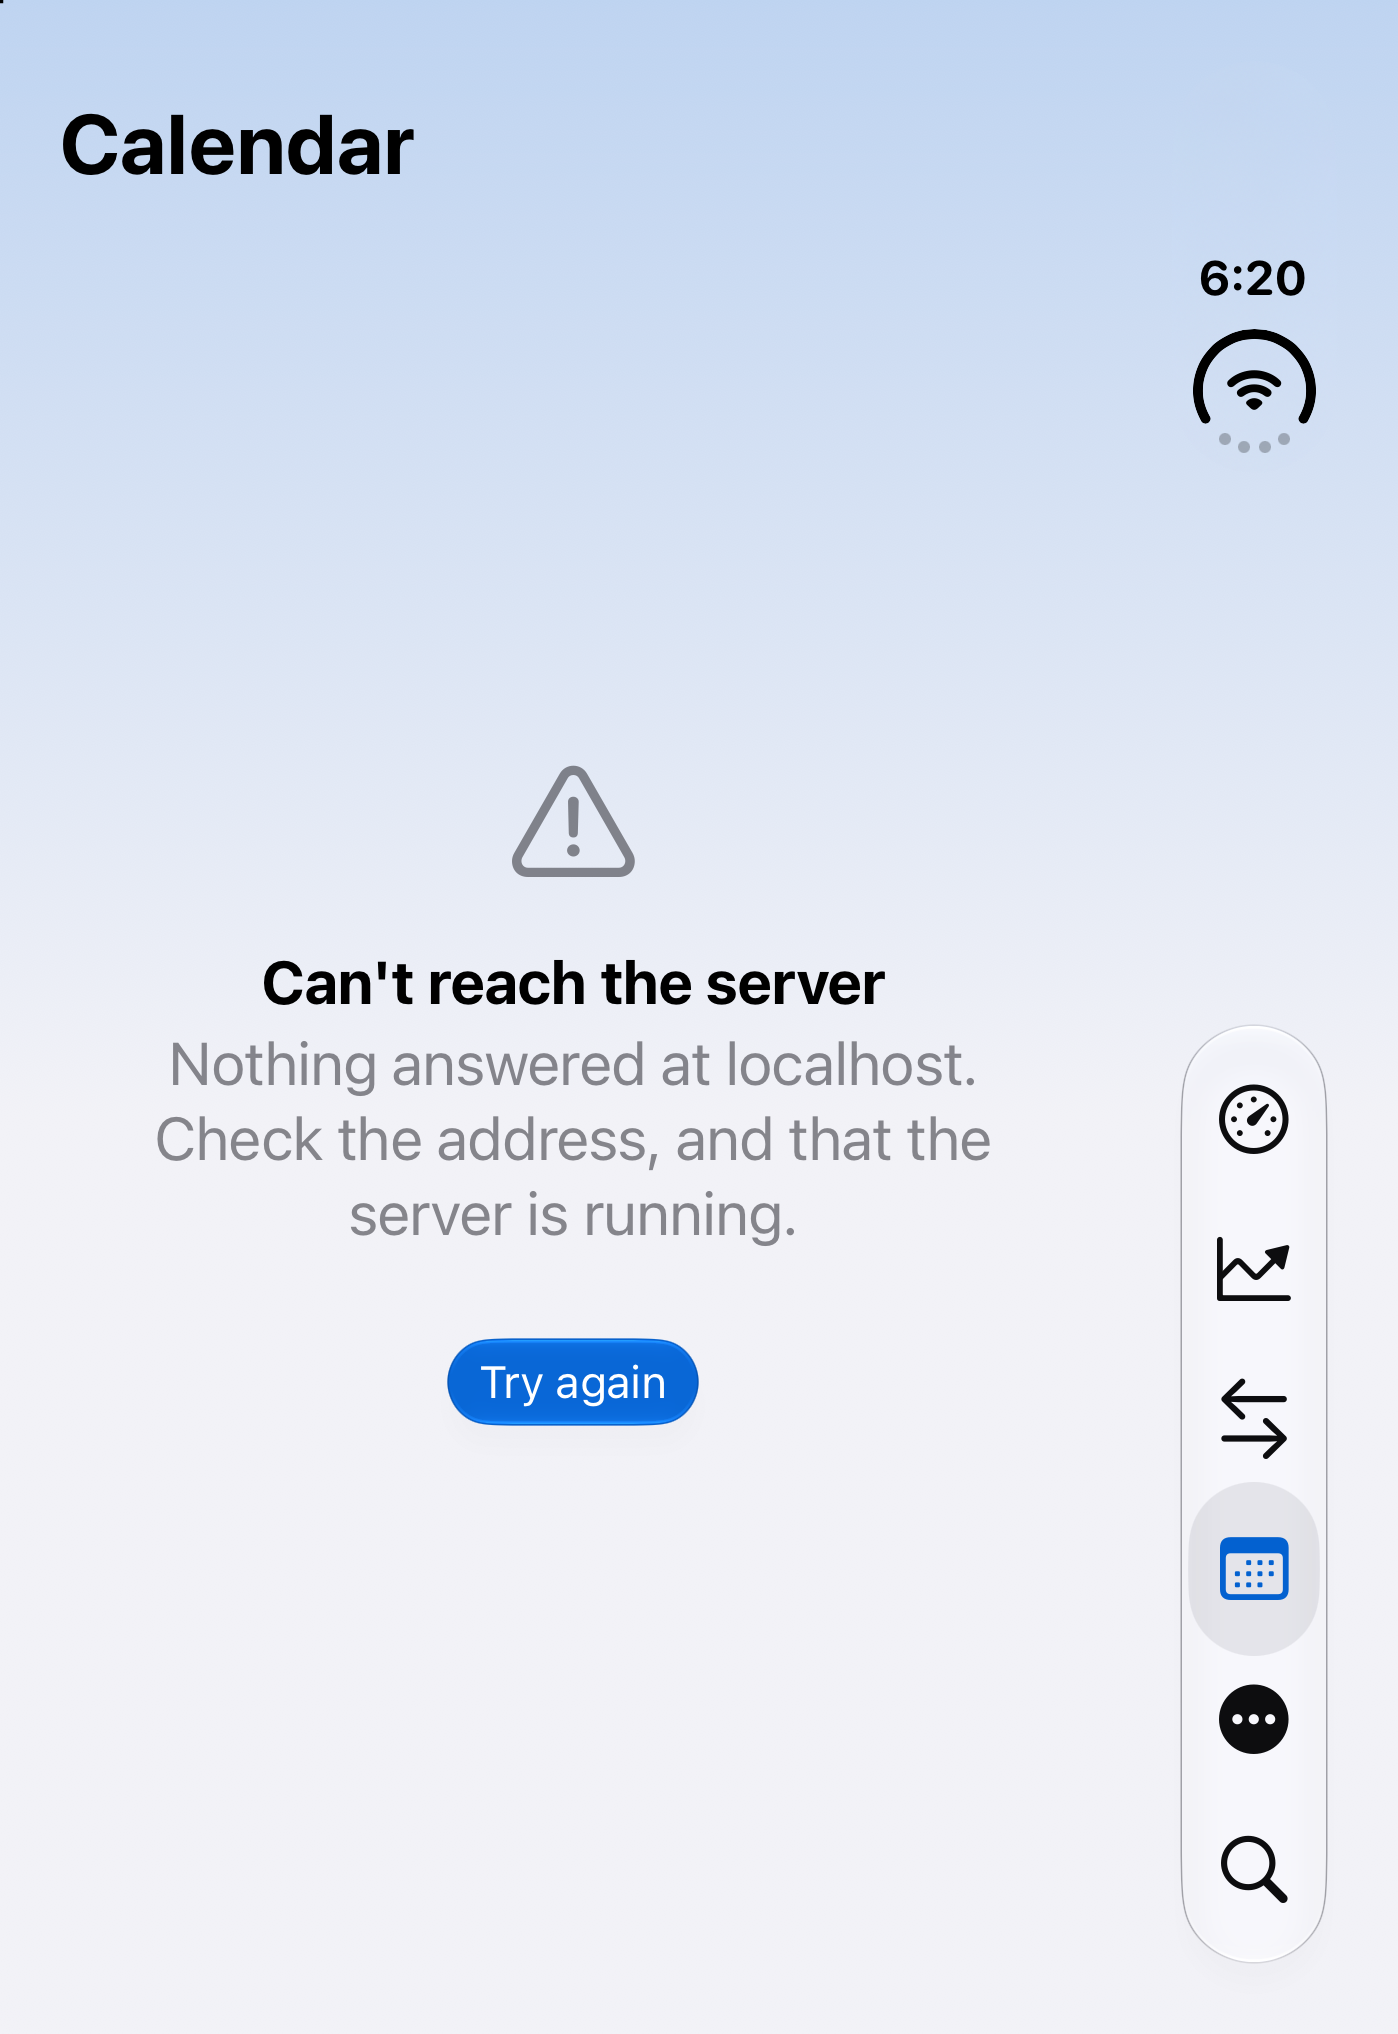 Calendar
6:20
Can't reach the server
Nothing answered at localhost.
Check the address, and that the
server is running.
Try again